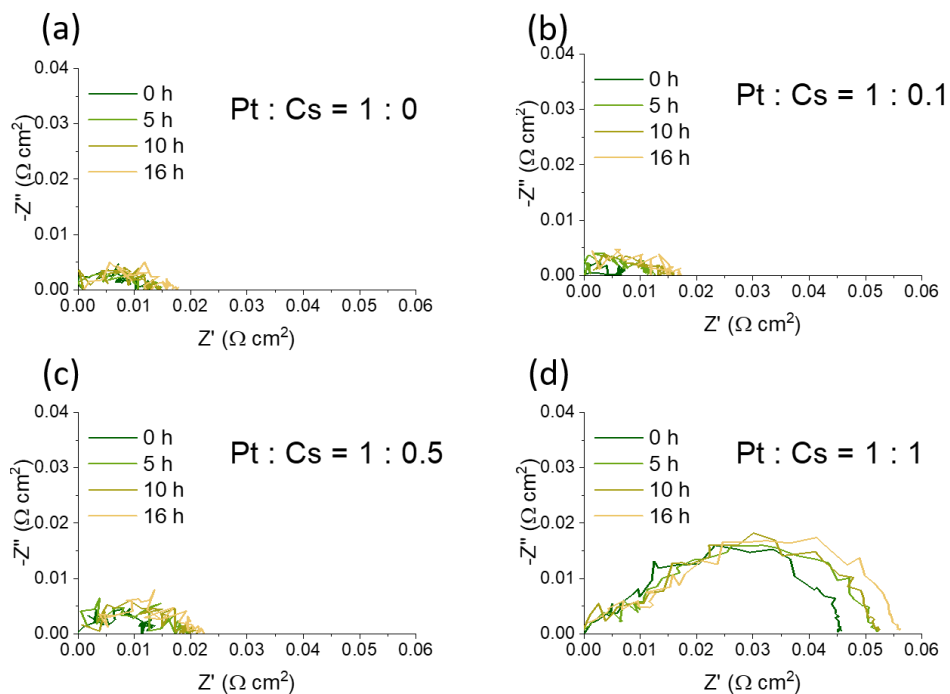 (a)
0.04
0.03
0.02
0.01
0.00
-Z" (Ω cm²)
0 h
5 h
10 h
16 h
Pt : Cs = 1 : 0
0.00 0.01 0.02 0.03 0.04 0.05 0.06
Z' (Ω cm²)
(b)
0.04
0.03
0.02
0.01
0.00
-Z" (Ω cm²)
0 h
5 h
10 h
16 h
Pt : Cs = 1 : 0.1
0.00 0.01 0.02 0.03 0.04 0.05 0.06
Z' (Ω cm²)
(c)
0.04
0.03
0.02
0.01
0.00
-Z" (Ω cm²)
0 h
5 h
10 h
16 h
Pt : Cs = 1 : 0.5
0.00 0.01 0.02 0.03 0.04 0.05 0.06
Z' (Ω cm²)
(d)
0.04
0.03
0.02
0.01
0.00
-Z" (Ω cm²)
0 h
5 h
10 h
16 h
Pt : Cs = 1 : 1
0.00 0.01 0.02 0.03 0.04 0.05 0.06
Z' (Ω cm²)